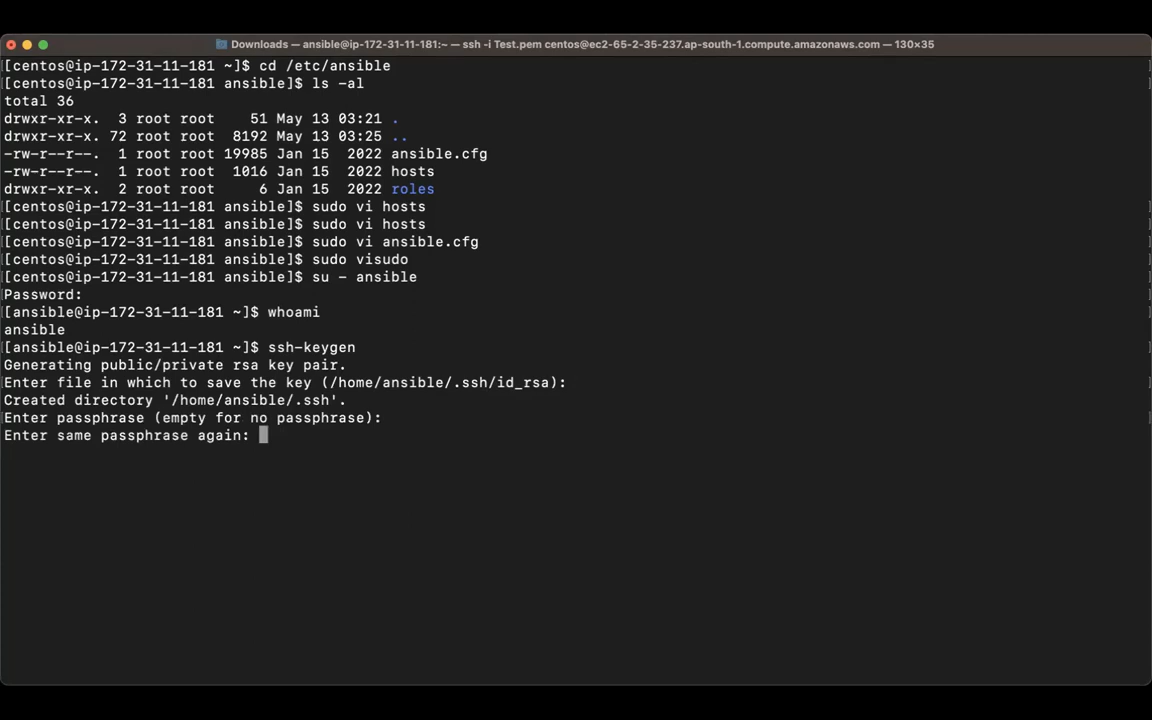 Downloads — ansible@ip-172-31-11-181:~ — ssh -i Test.pem centos@ec2-65-2-35-237.ap-south-1.compute.amazonaws.com — 130×35
[centos@ip-172-31-11-181 ~]$ cd /etc/ansible
[centos@ip-172-31-11-181 ansible]$ ls -al
total 36
drwxr-xr-x.  3 root root    51 May 13 03:21 .
drwxr-xr-x. 72 root root  8192 May 13 03:25 ..
-rw-r--r--.  1 root root 19985 Jan 15  2022 ansible.cfg
-rw-r--r--.  1 root root  1016 Jan 15  2022 hosts
drwxr-xr-x.  2 root root     6 Jan 15  2022 roles
[centos@ip-172-31-11-181 ansible]$ sudo vi hosts
[centos@ip-172-31-11-181 ansible]$ sudo vi hosts
[centos@ip-172-31-11-181 ansible]$ sudo vi ansible.cfg
[centos@ip-172-31-11-181 ansible]$ sudo visudo
[centos@ip-172-31-11-181 ansible]$ su - ansible
Password:
[ansible@ip-172-31-11-181 ~]$ whoami
ansible
[ansible@ip-172-31-11-181 ~]$ ssh-keygen
Generating public/private rsa key pair.
Enter file in which to save the key (/home/ansible/.ssh/id_rsa):
Created directory '/home/ansible/.ssh'.
Enter passphrase (empty for no passphrase):
Enter same passphrase again: